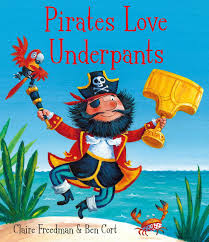 Pirates Love
Underpants
Claire Freedman & Ben Cort